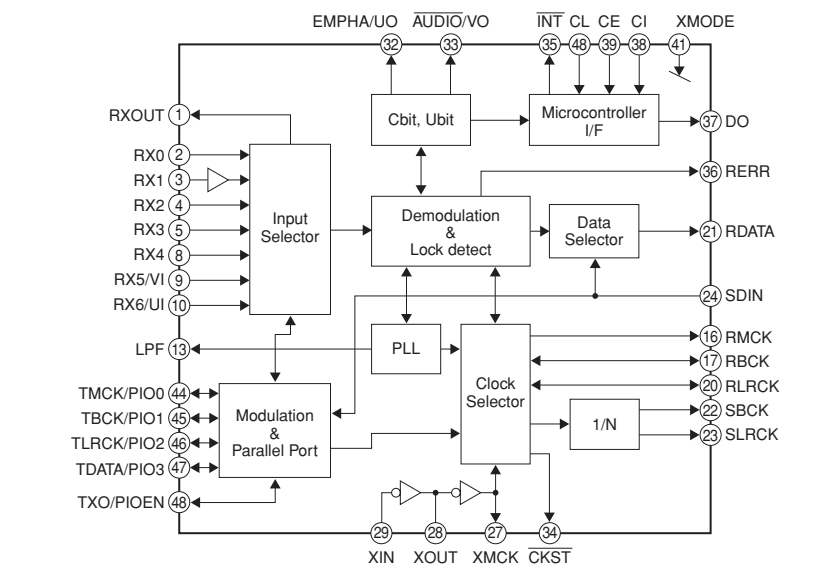 EMPHA/UO AUDIO/VO INT CL CE CI XMODE
32 33 35 48 39 38 41
RXOUT 1
Cbit, Ubit
Microcontroller
I/F
37 DO
RX0 2
RX1 3
RX2 4
RX3 5
RX4 8
RX5/VI 9
RX6/UI 10
Input
Selector
36 RERR
Demodulation
&
Lock detect
Data
Selector
21 RDATA
24 SDIN
LPF 13
PLL
16 RMCK
17 RBCK
20 RLRCK
22 SBCK
23 SLRCK
Clock
Selector
1/N
TMCK/PIO0 44
TBCK/PIO1 45
TLRCK/PIO2 46
TDATA/PIO3 47
TXO/PIOEN 48
Modulation
&
Parallel Port
29 28 27 34
XIN XOUT XMCK CKST